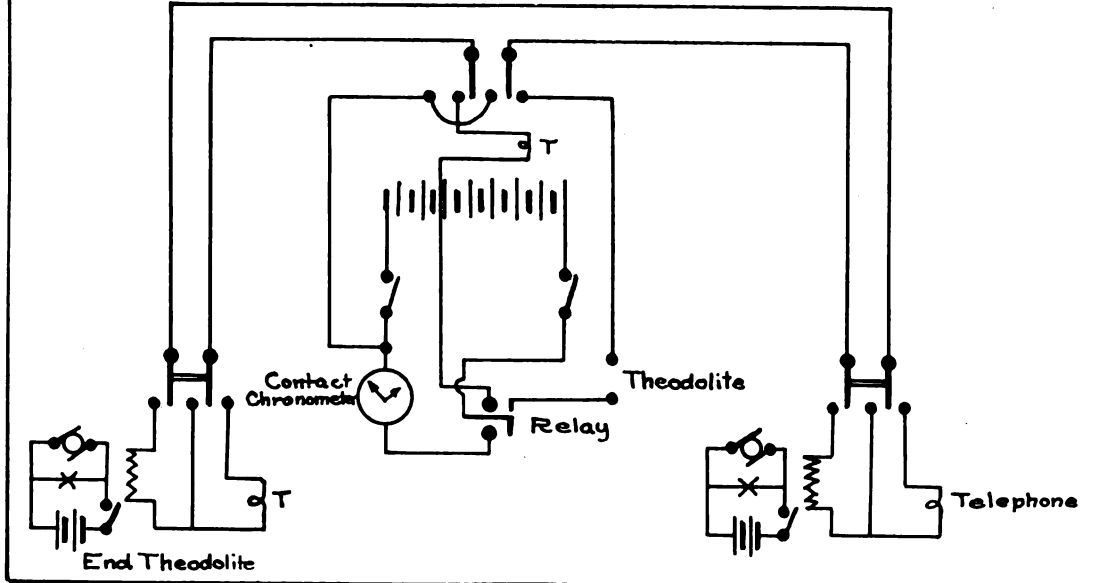 T
Contact
Chronometer
Theodolite
Relay
T
End Theodolite
Telephone